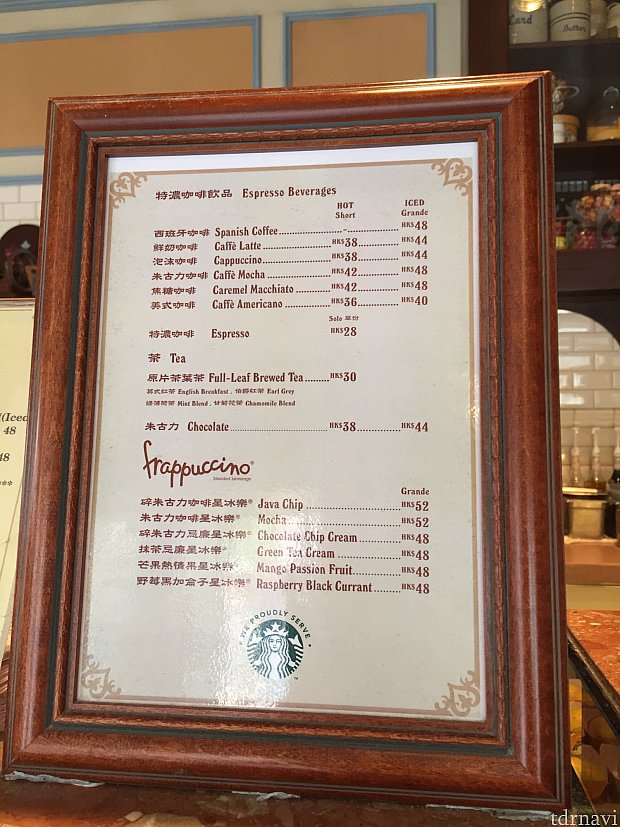 Lard
Butter
特濃咖啡飲品 Espresso Beverages
HOT ICED
Short Grande
西班牙咖啡 Spanish Coffee - HK$48
鮮奶咖啡 Caffè Latte HK$38 HK$44
泡沫咖啡 Cappuccino HK$38 HK$44
朱古力咖啡 Caffè Mocha HK$42 HK$48
焦糖咖啡 Caramel Macchiato HK$42 HK$48
美式咖啡 Caffè Americano HK$36 HK$40
Solo 單份
特濃咖啡 Espresso HK$28
茶 Tea
原片茶葉茶 Full-Leaf Brewed Tea HK$30
英式紅茶 English Breakfast , 伯爵紅茶 Earl Grey
綠薄荷茶 Mint Blend , 甘菊花茶 Chamomile Blend
朱古力 Chocolate HK$38 HK$44
frappuccino®
blended beverage
Grande
碎朱古力咖啡星冰樂® Java Chip HK$52
朱古力咖啡星冰樂® Mocha HK$52
碎朱古力忌廉星冰樂® Chocolate Chip Cream HK$48
抹茶忌廉星冰樂® Green Tea Cream HK$48
芒果熱情果星冰樂® Mango Passion Fruit HK$48
野莓黑加侖子星冰樂® Raspberry Black Currant HK$48
WE PROUDLY SERVE
™
(Iced
48
48
**
tdrnavi